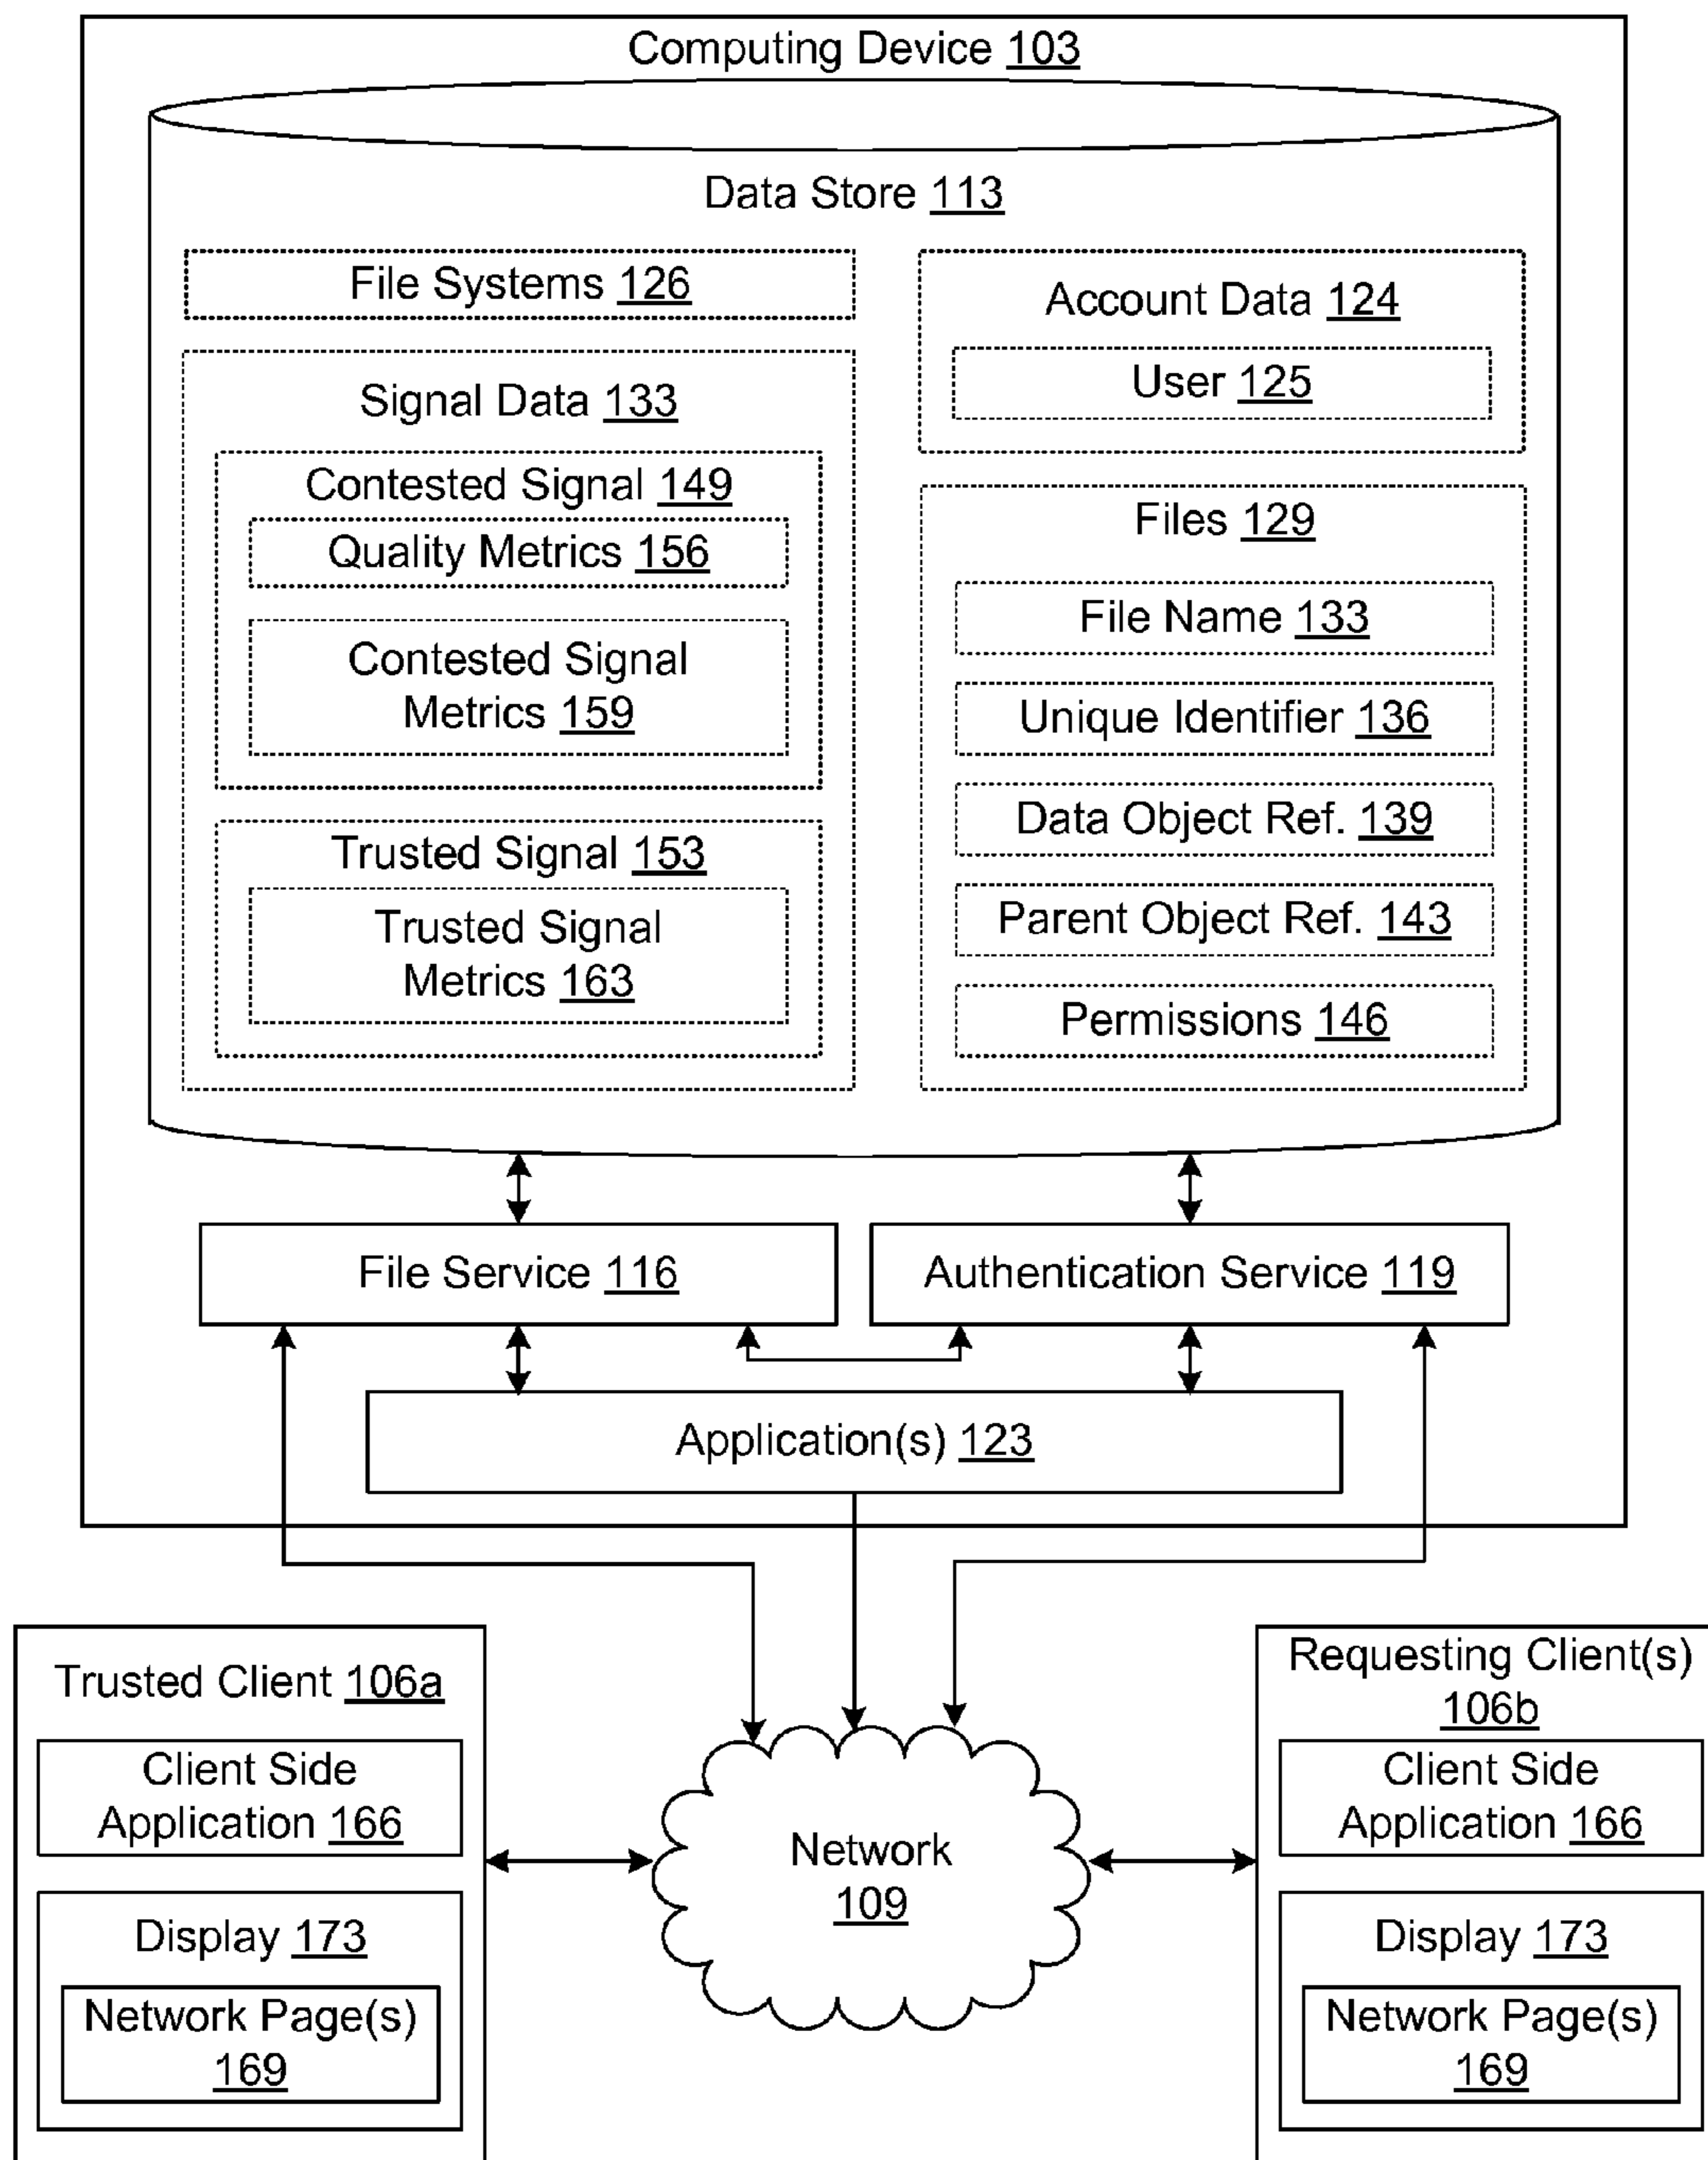 Computing Device 103
Data Store 113
File Systems 126
Signal Data 133
Contested Signal 149
Quality Metrics 156
Contested Signal
Metrics 159
Trusted Signal 153
Trusted Signal
Metrics 163
Account Data 124
User 125
Files 129
File Name 133
Unique Identifier 136
Data Object Ref. 139
Parent Object Ref. 143
Permissions 146
File Service 116
Authentication Service 119
Application(s) 123
Trusted Client 106a
Client Side
Application 166
Display 173
Network Page(s)
169
Network
109
Requesting Client(s)
106b
Client Side
Application 166
Display 173
Network Page(s)
169